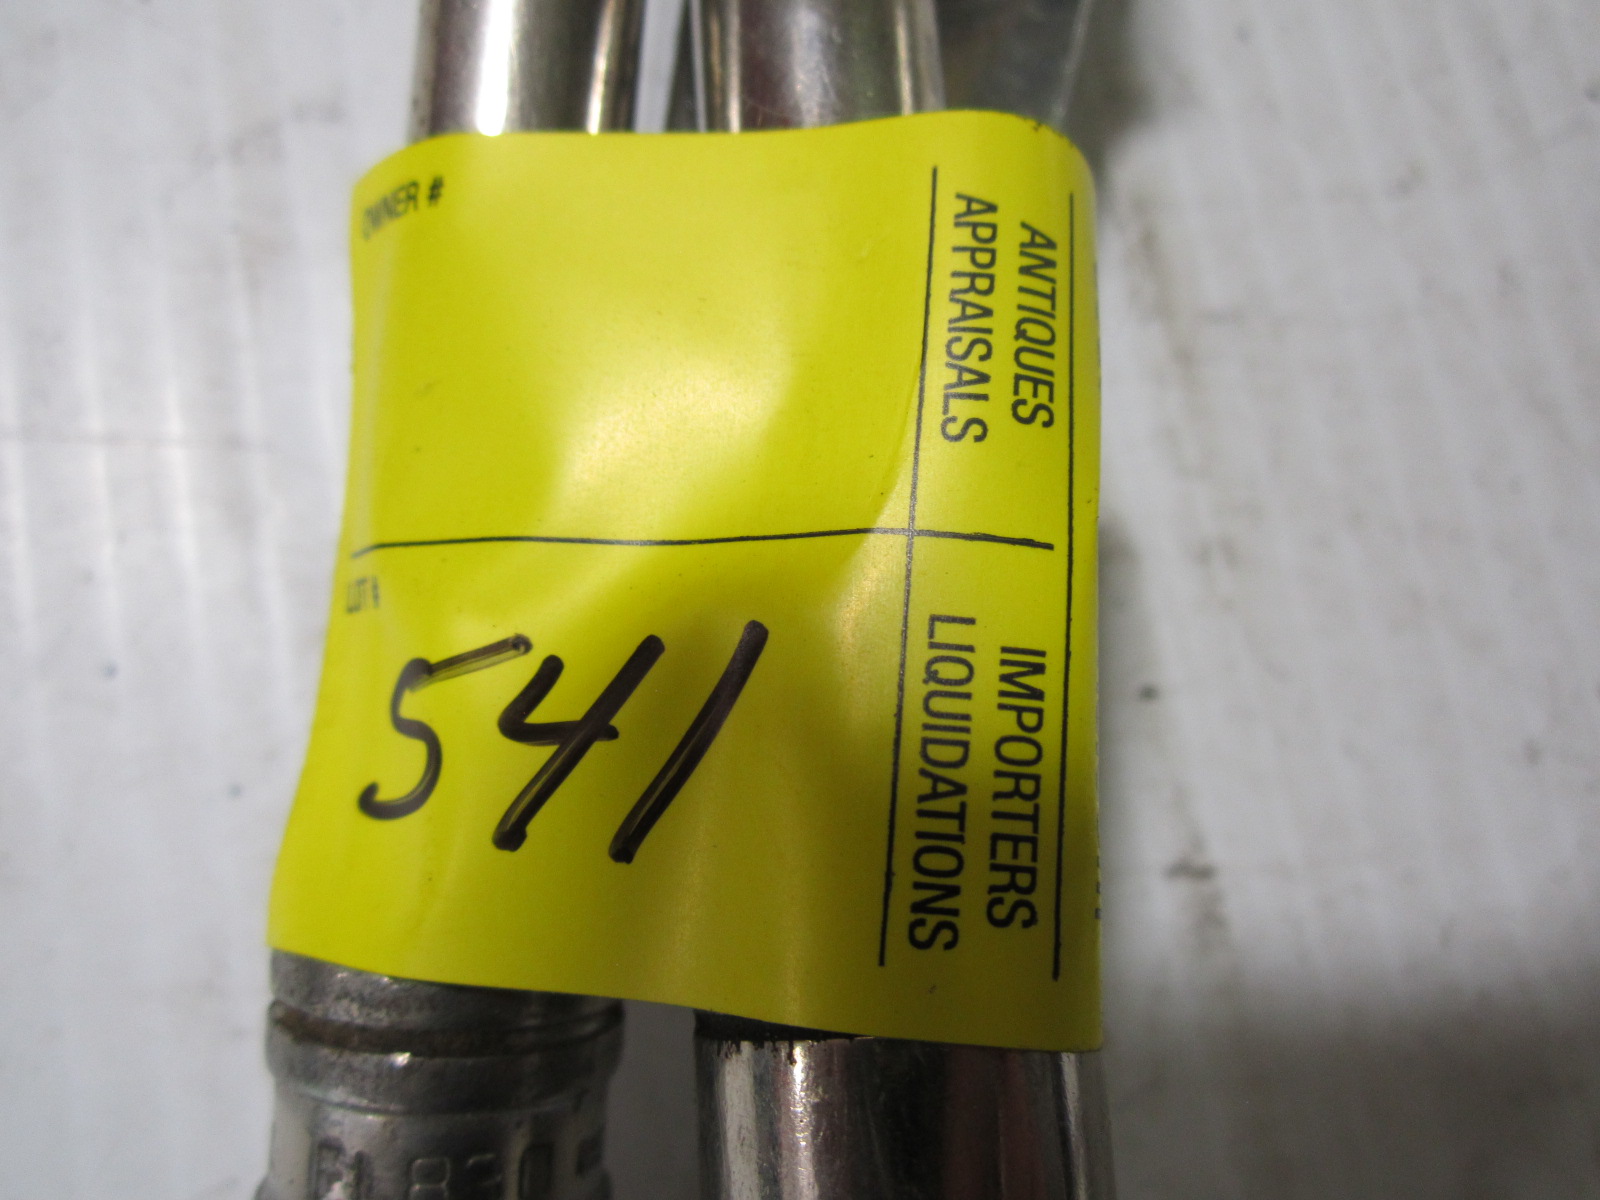 OWNER #
ANTIQUES
APPRAISALS
LOT #
541
IMPORTERS
LIQUIDATIONS